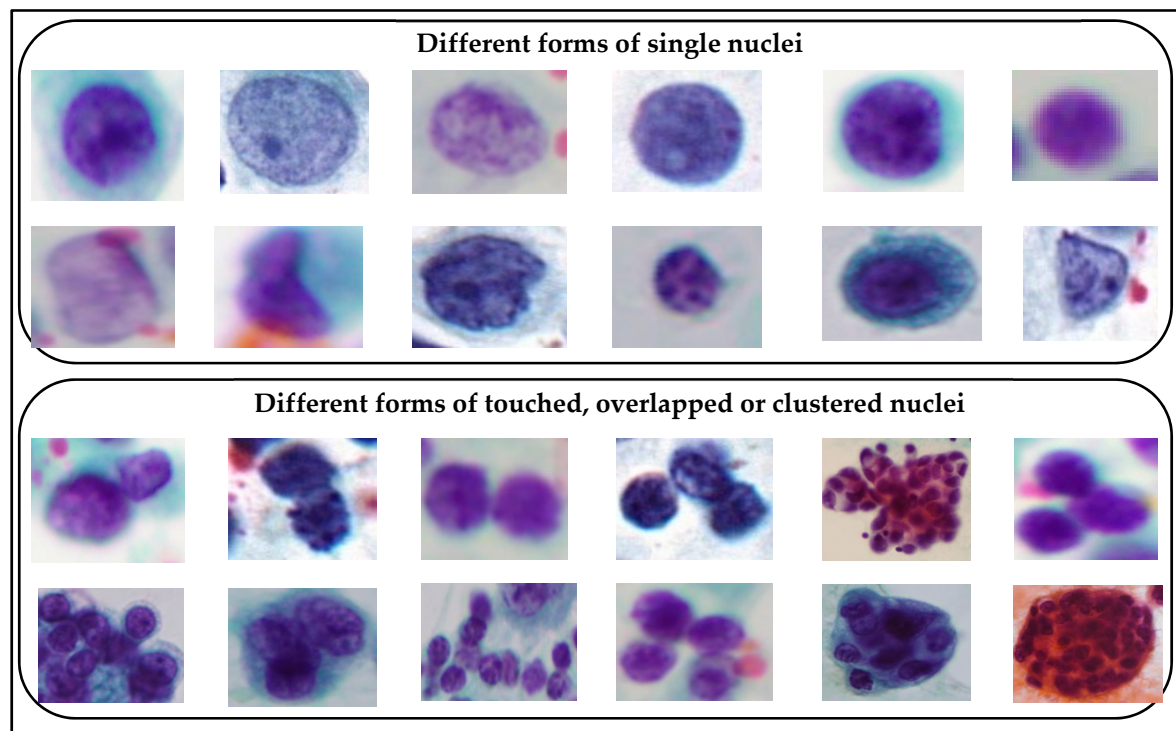 Different forms of single nuclei
Different forms of touched, overlapped or clustered nuclei